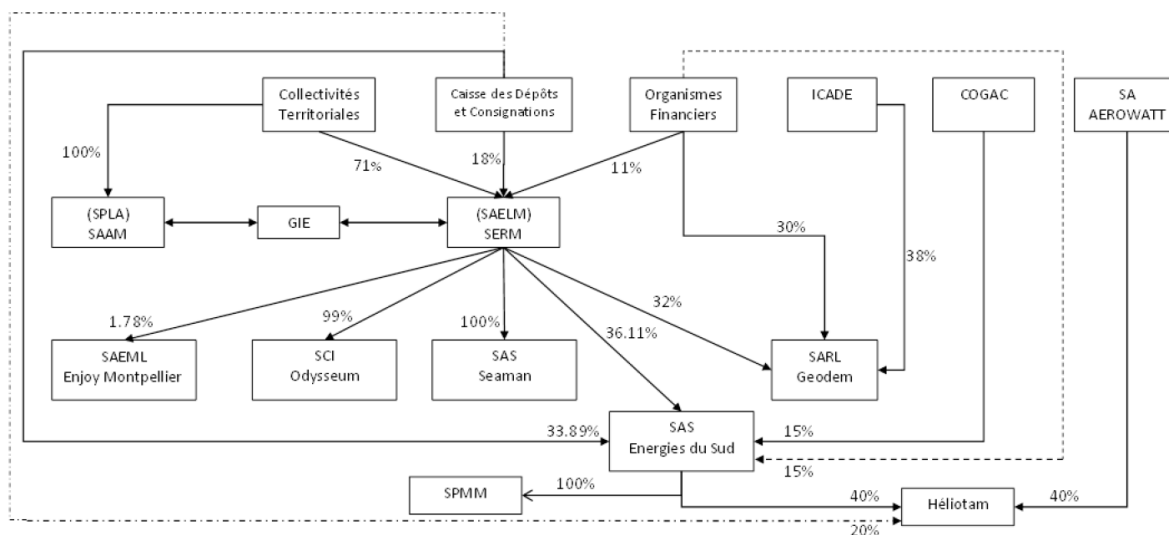 Collectivités
Territoriales
Caisse des Dépôts
et Consignations
Organismes
Financiers
ICADE
COGAC
SA
AEROWATT
100%
71%
18%
11%
(SPLA)
SAAM
GIE
(SAELM)
SERM
30%
38%
1.78%
99%
100%
36.11%
32%
SAEML
Enjoy Montpellier
SCI
Odysseum
SAS
Seaman
SARL
Geodem
33.89%
SAS
Energies du Sud
15%
15%
SPMM
100%
40%
Héliotam
40%
20%